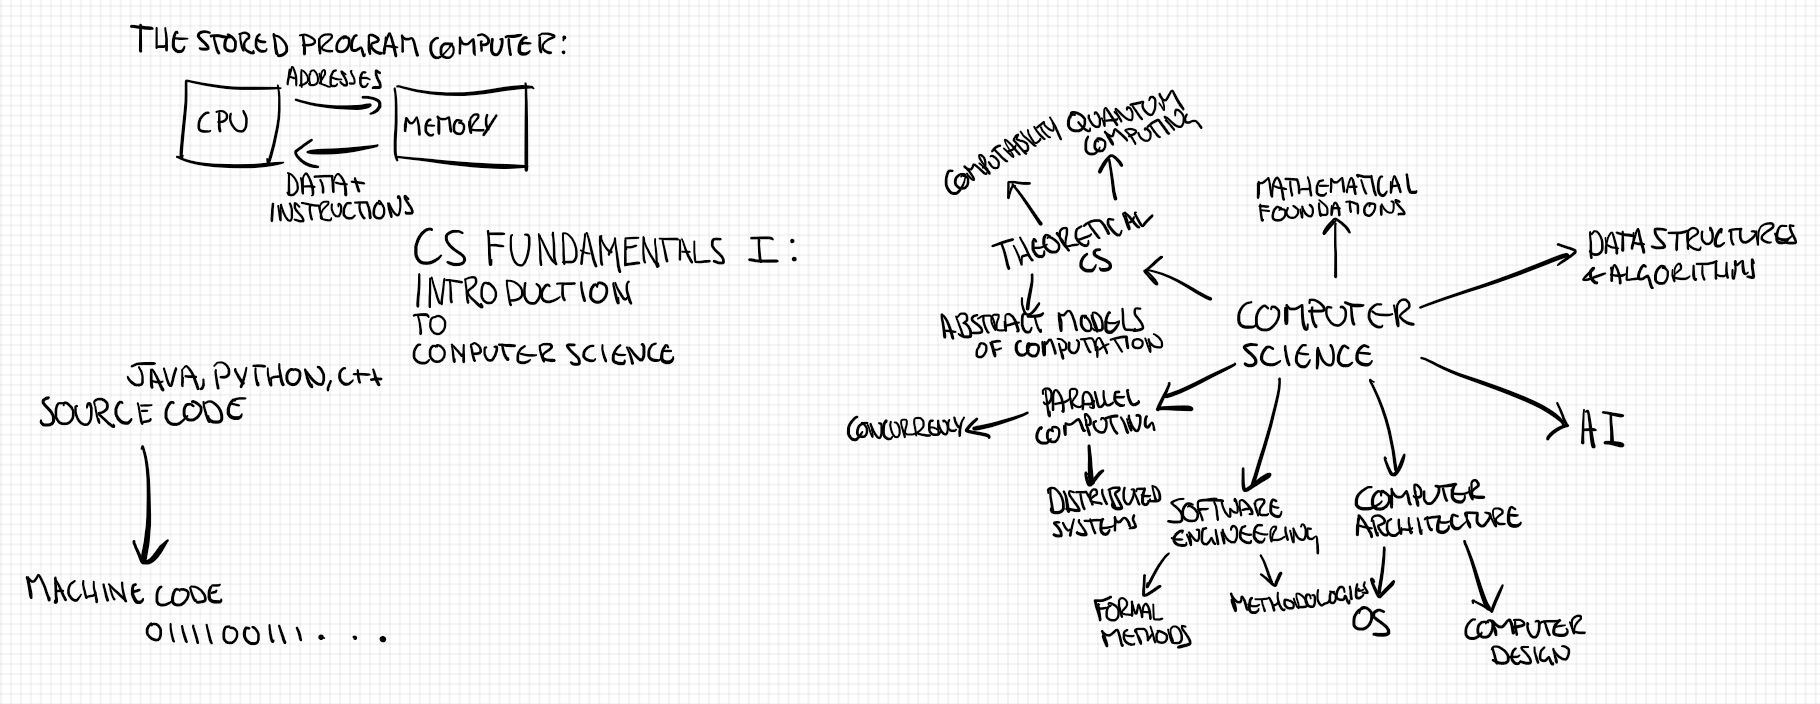 THE STORED PROGRAM COMPUTER:
ADDRESSES
CPU
MEMORY
DATA+
INSTRUCTIONS
CS FUNDAMENTALS I:
INTRODUCTION
TO
COMPUTER SCIENCE
JAVA, PYTHON, C++
SOURCE CODE
MACHINE CODE
01111100111...
COMPUTABILITY
QUANTUM
COMPUTING
THEORETICAL
CS
ABSTRACT MODELS
OF COMPUTATION
MATHEMATICAL
FOUNDATIONS
DATA STRUCTURES
& ALGORITHMS
COMPUTER
SCIENCE
AI
PARALLEL
COMPUTING
CONCURRENCY
DISTRIBUTED
SYSTEMS
SOFTWARE
ENGINEERING
FORMAL
METHODS
METHODOLOGIES
COMPUTER
ARCHITECTURE
OS
COMPUTER
DESIGN